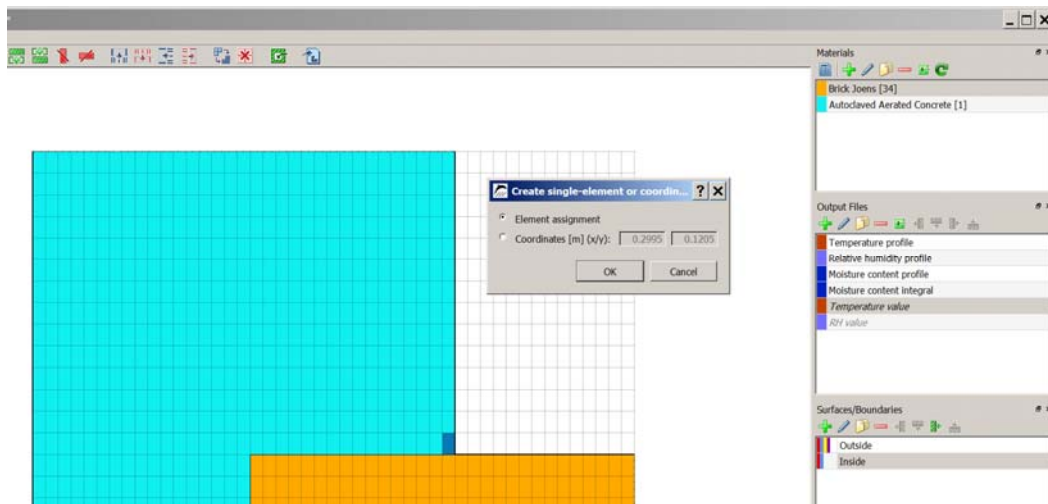 Materials
Brick Joens [34]
Autoclaved Aerated Concrete [1]
Create single-element or coordin...
Element assignment
Coordinates [m] (x/y): 0.2995 0.1205
OK Cancel
Output Files
Temperature profile
Relative humidity profile
Moisture content profile
Moisture content integral
Temperature value
RH value
Surfaces/Boundaries
Outside
Inside